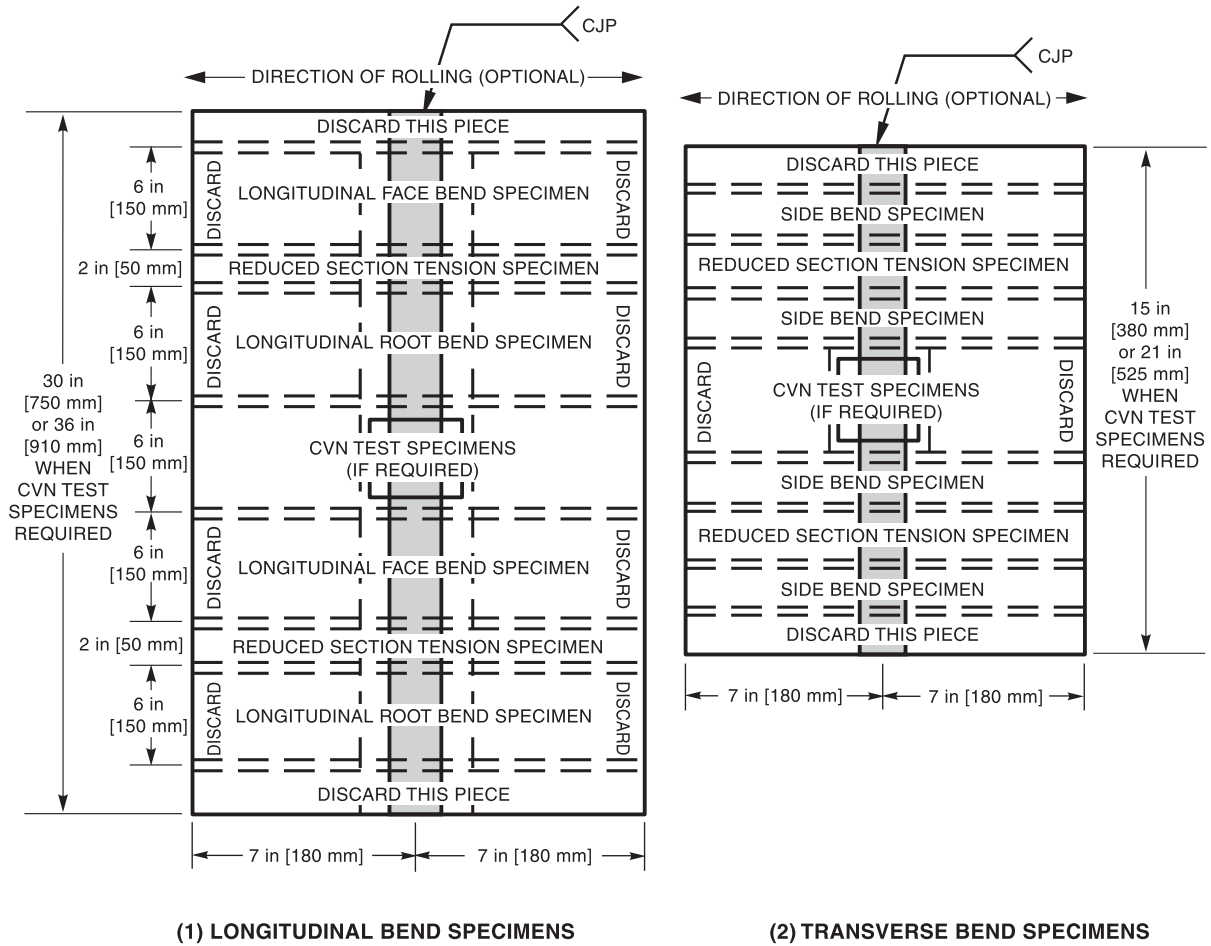 CJP
DIRECTION OF ROLLING (OPTIONAL)
DISCARD THIS PIECE
6 in
[150 mm]
DISCARD
LONGITUDINAL FACE BEND SPECIMEN
DISCARD
2 in [50 mm]
REDUCED SECTION TENSION SPECIMEN
6 in
[150 mm]
DISCARD
LONGITUDINAL ROOT BEND SPECIMEN
DISCARD
30 in
[750 mm]
or 36 in
[910 mm]
WHEN
CVN TEST
SPECIMENS
REQUIRED
6 in
[150 mm]
CVN TEST SPECIMENS
(IF REQUIRED)
6 in
[150 mm]
DISCARD
LONGITUDINAL FACE BEND SPECIMEN
DISCARD
2 in [50 mm]
REDUCED SECTION TENSION SPECIMEN
6 in
[150 mm]
DISCARD
LONGITUDINAL ROOT BEND SPECIMEN
DISCARD
DISCARD THIS PIECE
7 in [180 mm]
7 in [180 mm]
(1) LONGITUDINAL BEND SPECIMENS
CJP
DIRECTION OF ROLLING (OPTIONAL)
DISCARD THIS PIECE
SIDE BEND SPECIMEN
REDUCED SECTION TENSION SPECIMEN
SIDE BEND SPECIMEN
DISCARD
CVN TEST SPECIMENS
(IF REQUIRED)
DISCARD
SIDE BEND SPECIMEN
REDUCED SECTION TENSION SPECIMEN
SIDE BEND SPECIMEN
DISCARD THIS PIECE
15 in
[380 mm]
or 21 in
[525 mm]
WHEN
CVN TEST
SPECIMENS
REQUIRED
7 in [180 mm]
7 in [180 mm]
(2) TRANSVERSE BEND SPECIMENS